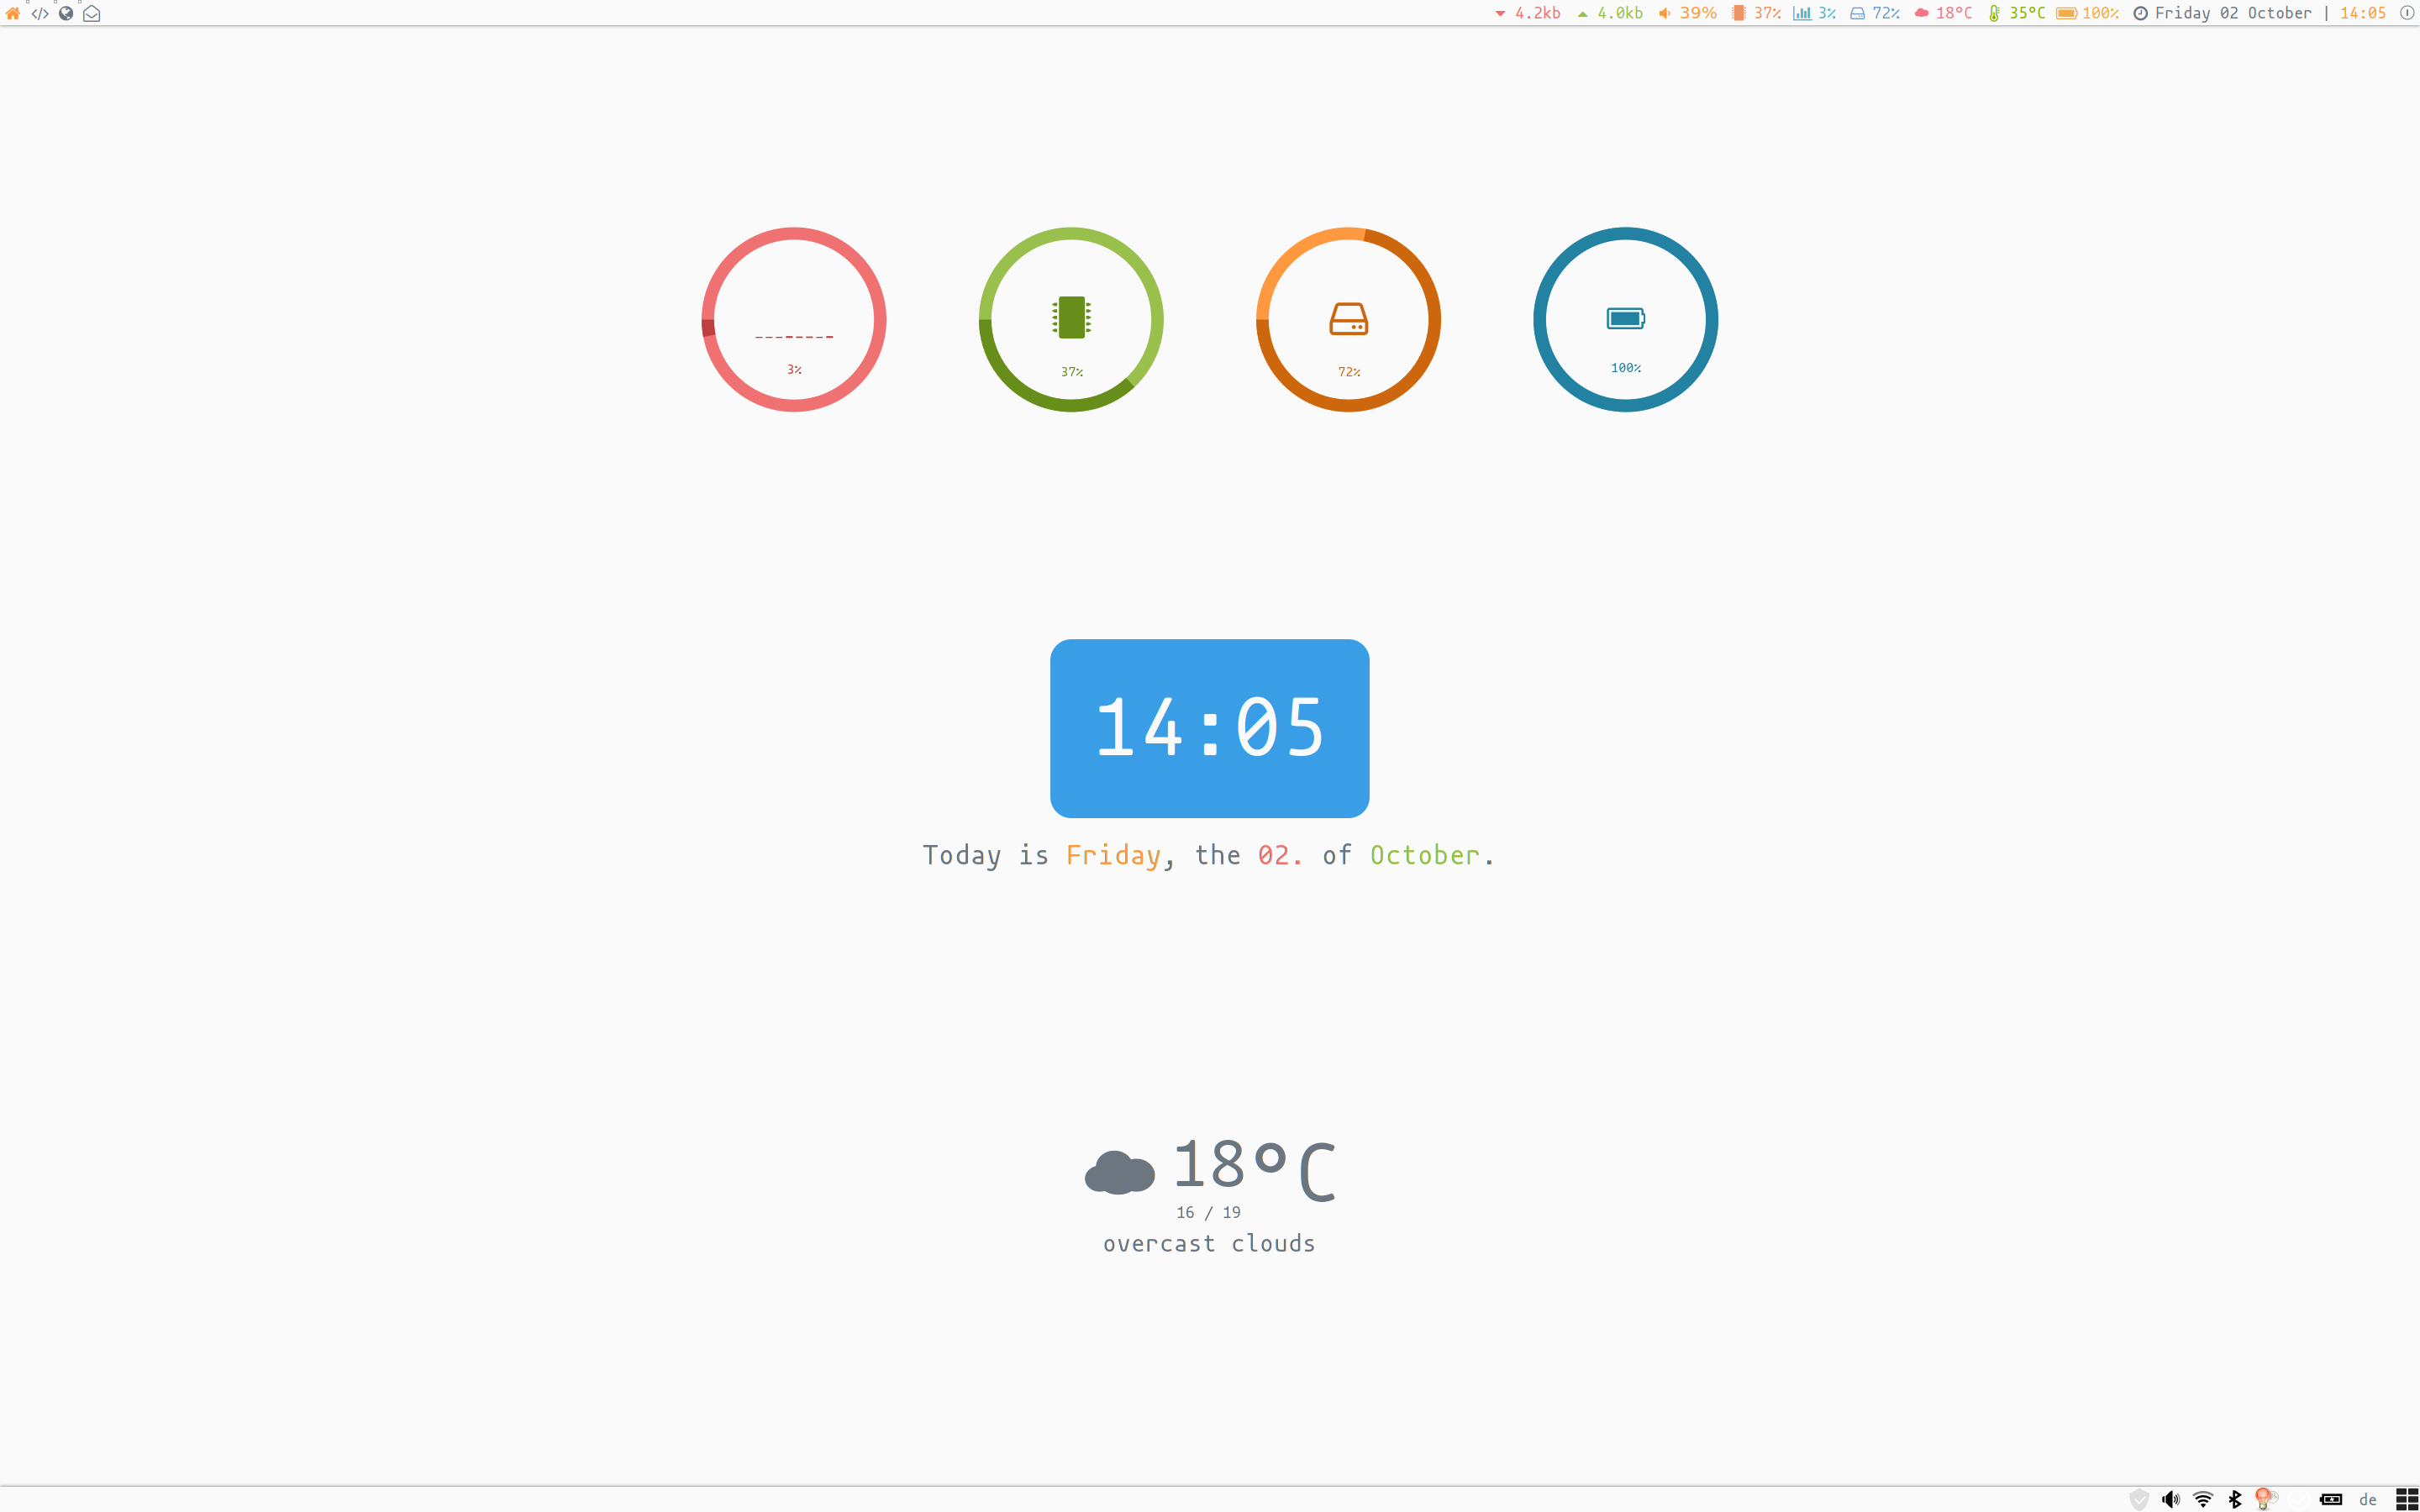 4.2kb 4.0kb 39% 37% 3% 72% 18°C 35°C 100% Friday 02 October | 14:05
3% 37% 72% 100%
14:05
Today is Friday, the 02. of October.
18°C
16 / 19
overcast clouds
de